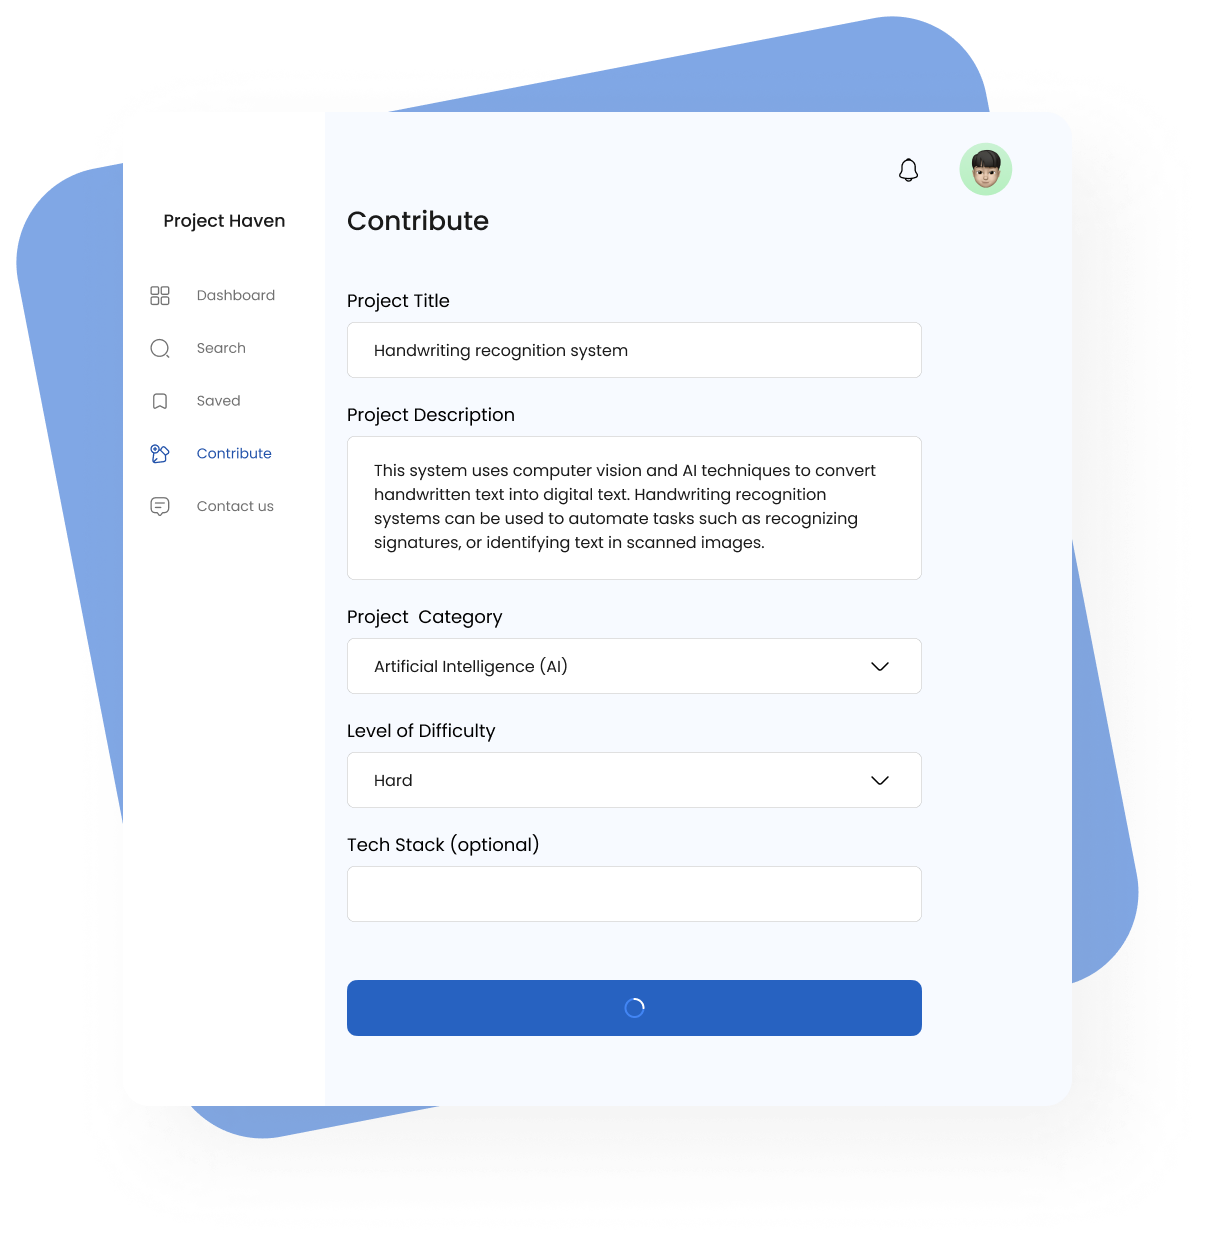 Project Haven
Dashboard
Search
Saved
Contribute
Contact us
Contribute
Project Title
Handwriting recognition system
Project Description
This system uses computer vision and AI techniques to convert
handwritten text into digital text. Handwriting recognition
systems can be used to automate tasks such as recognizing
signatures, or identifying text in scanned images.
Project  Category
Artificial Intelligence (AI)
Level of Difficulty
Hard
Tech Stack (optional)